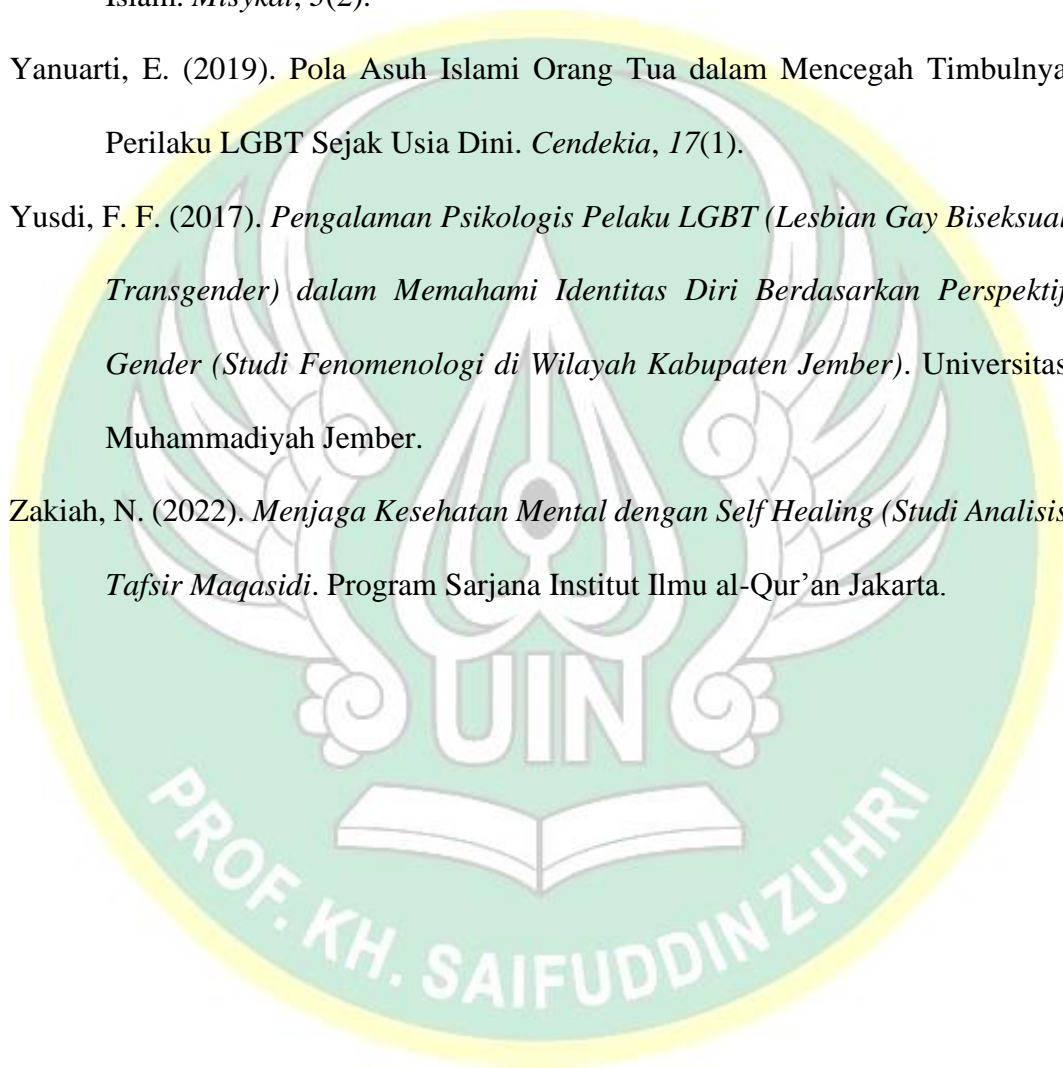 Islam. Misykat, 3(2).
Yanuarti, E. (2019). Pola Asuh Islami Orang Tua dalam Mencegah Timbulnya
Perilaku LGBT Sejak Usia Dini. Cendekia, 17(1).
Yusdi, F. F. (2017). Pengalaman Psikologis Pelaku LGBT (Lesbian Gay Biseksual
Transgender) dalam Memahami Identitas Diri Berdasarkan Perspektif
Gender (Studi Fenomenologi di Wilayah Kabupaten Jember). Universitas
Muhammadiyah Jember.
Zakiah, N. (2022). Menjaga Kesehatan Mental dengan Self Healing (Studi Analisis
Tafsir Maqasidi. Program Sarjana Institut Ilmu al-Qur’an Jakarta.
UIN
PROF. KH. SAIFUDDIN ZUHRI